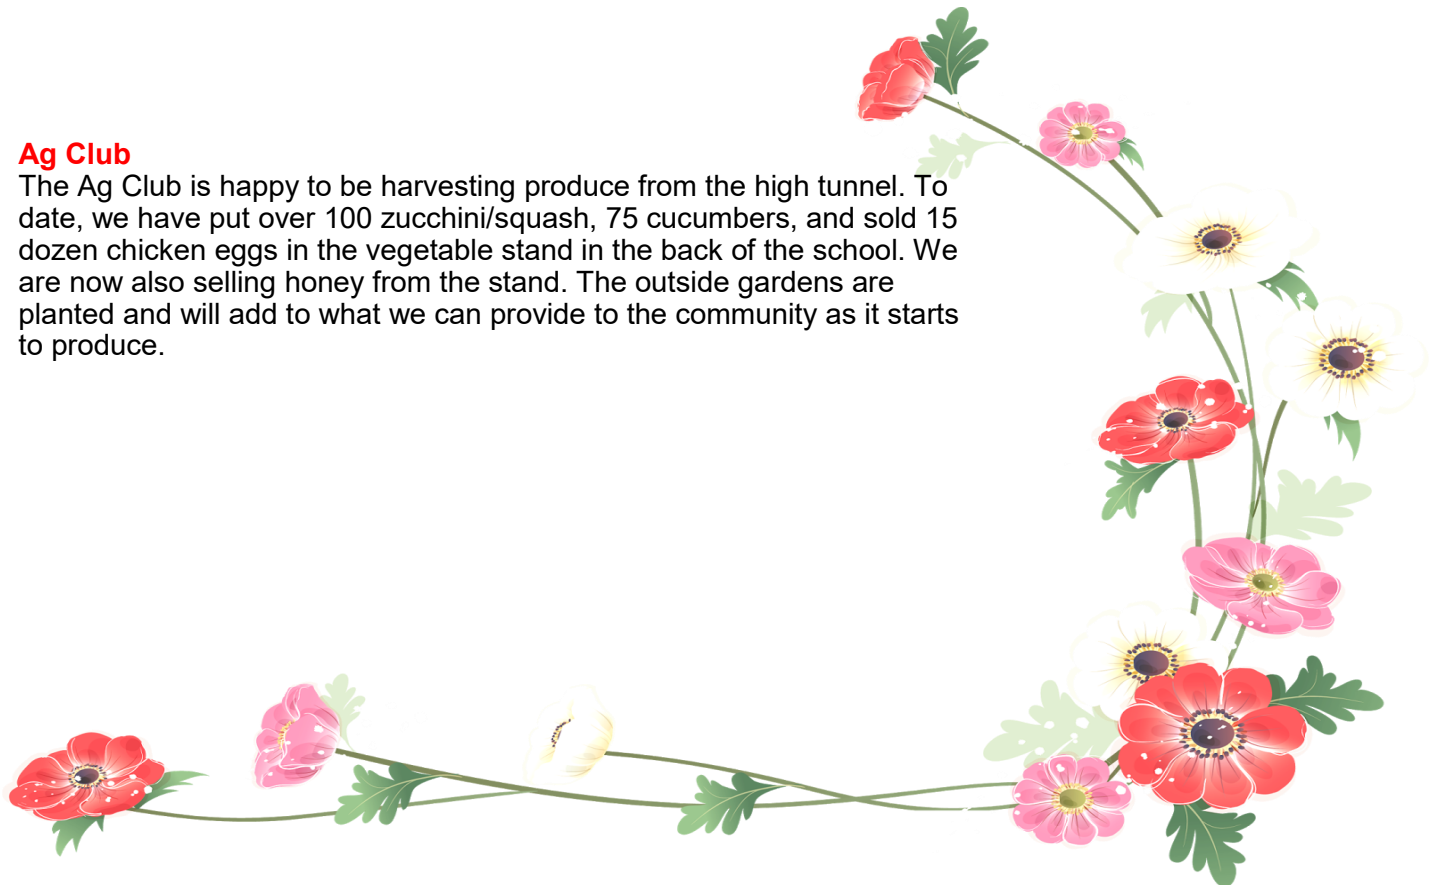 Ag Club
The Ag Club is happy to be harvesting produce from the high tunnel. To
date, we have put over 100 zucchini/squash, 75 cucumbers, and sold 15
dozen chicken eggs in the vegetable stand in the back of the school. We
are now also selling honey from the stand. The outside gardens are
planted and will add to what we can provide to the community as it starts
to produce.